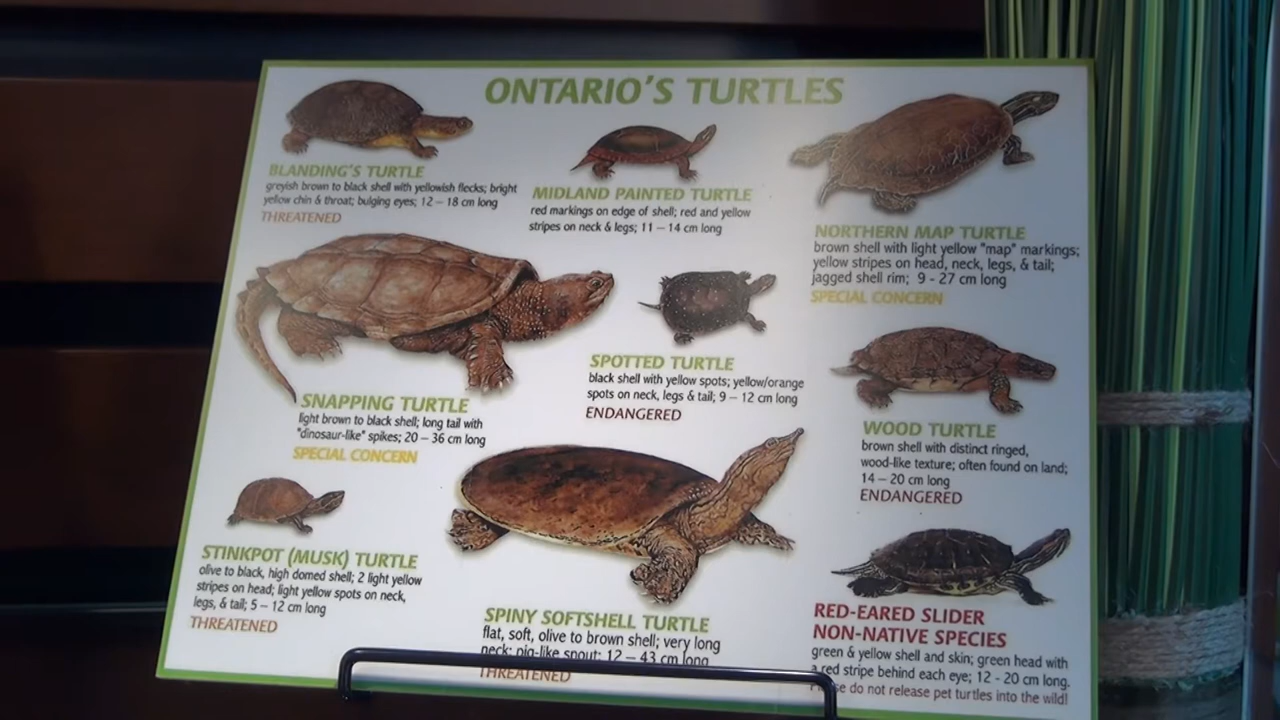 ONTARIO'S TURTLES
BLANDING'S TURTLE
greyish brown to black shell with yellowish flecks; bright
yellow chin & throat; bulging eyes; 12 – 18 cm long
THREATENED
MIDLAND PAINTED TURTLE
red markings on edge of shell; red and yellow
stripes on neck & legs; 11 – 14 cm long
NORTHERN MAP TURTLE
brown shell with light yellow "map" markings;
yellow stripes on head, neck, legs, & tail;
jagged shell rim; 9 - 27 cm long
SPECIAL CONCERN
SNAPPING TURTLE
light brown to black shell; long tail with
"dinosaur-like" spikes; 20 – 36 cm long
SPECIAL CONCERN
SPOTTED TURTLE
black shell with yellow spots; yellow/orange
spots on neck, legs & tail; 9 – 12 cm long
ENDANGERED
WOOD TURTLE
brown shell with distinct ringed,
wood-like texture; often found on land;
14 – 20 cm long
ENDANGERED
STINKPOT (MUSK) TURTLE
olive to black, high domed shell; 2 light yellow
stripes on head; light yellow spots on neck,
legs, & tail; 5 – 12 cm long
THREATENED
SPINY SOFTSHELL TURTLE
flat, soft, olive to brown shell; very long
neck; pig-like snout; 12 – 43 cm long
THREATENED
RED-EARED SLIDER
NON-NATIVE SPECIES
green & yellow shell and skin; green head with
a red stripe behind each eye; 12 - 20 cm long.
do not release pet turtles into the wild!